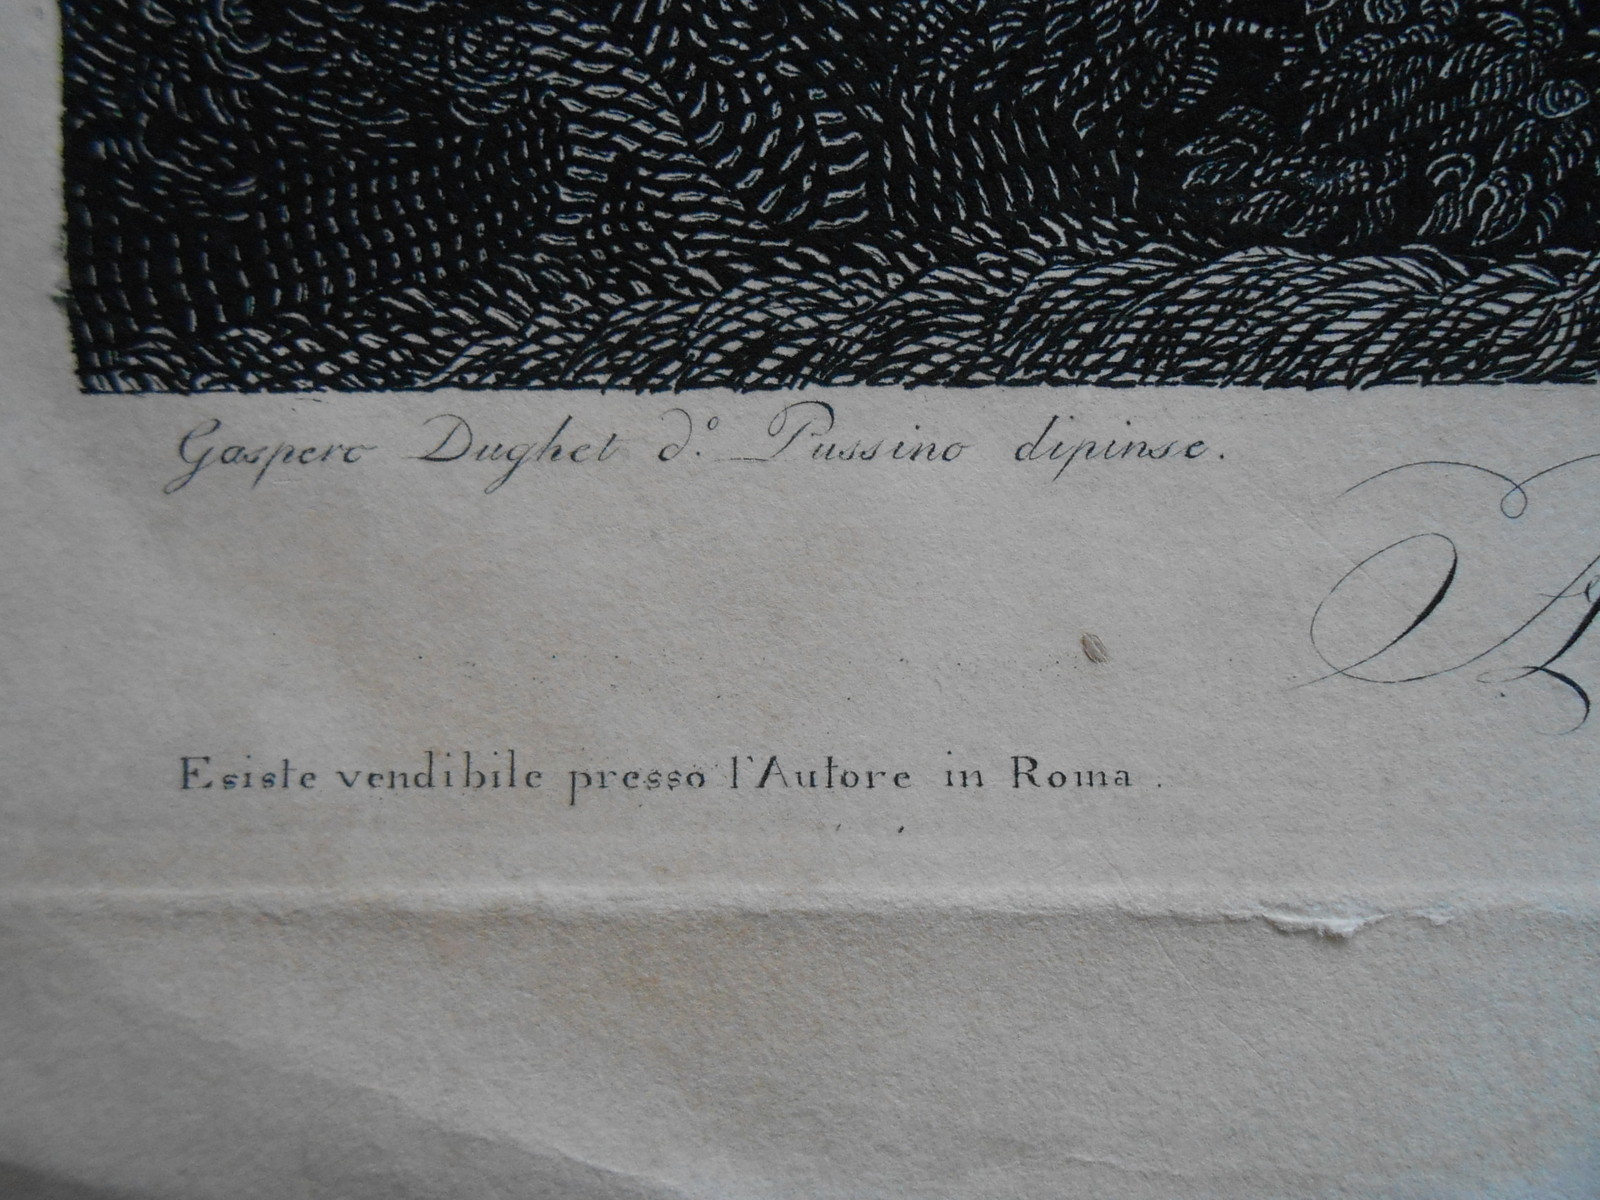 Gaspero Dughet d.º Pussino dipinse.
Esiste vendibile presso l'Autore in Roma.